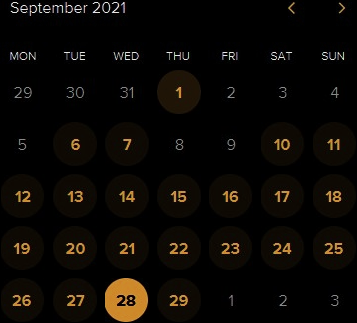 September 2021
MON TUE WED THU FRI SAT SUN
29 30 31 1 2 3 4
5 6 7 8 9 10 11
12 13 14 15 16 17 18
19 20 21 22 23 24 25
26 27 28 29 1 2 3